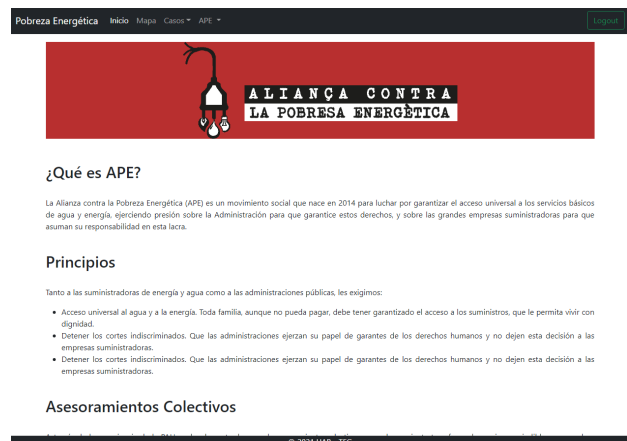 Pobreza Energética Inicio Mapa Casos APE Logout
ALIANÇA CONTRA
LA POBRESA ENERGÈTICA
¿Qué es APE?
La Alianza contra la Pobreza Energética (APE) es un movimiento social que nace en 2014 para luchar por garantizar el acceso universal a los servicios básicos
de agua y energía, ejerciendo presión sobre la Administración para que garantice estos derechos, y sobre las grandes empresas suministradoras para que
asuman su responsabilidad en esta lacra.
Principios
Tanto a las suministradoras de energía y agua como a las administraciones públicas, les exigimos:
Acceso universal al agua y a la energía. Toda familia, aunque no pueda pagar, debe tener garantizado el acceso a los suministros, que le permita vivir con
dignidad.
Detener los cortes indiscriminados. Que las administraciones ejerzan su papel de garantes de los derechos humanos y no dejen esta decisión a las
empresas suministradoras.
Detener los cortes indiscriminados. Que las administraciones ejerzan su papel de garantes de los derechos humanos y no dejen esta decisión a las
empresas suministradoras.
Asesoramientos Colectivos
© 2021 UAB - TFG